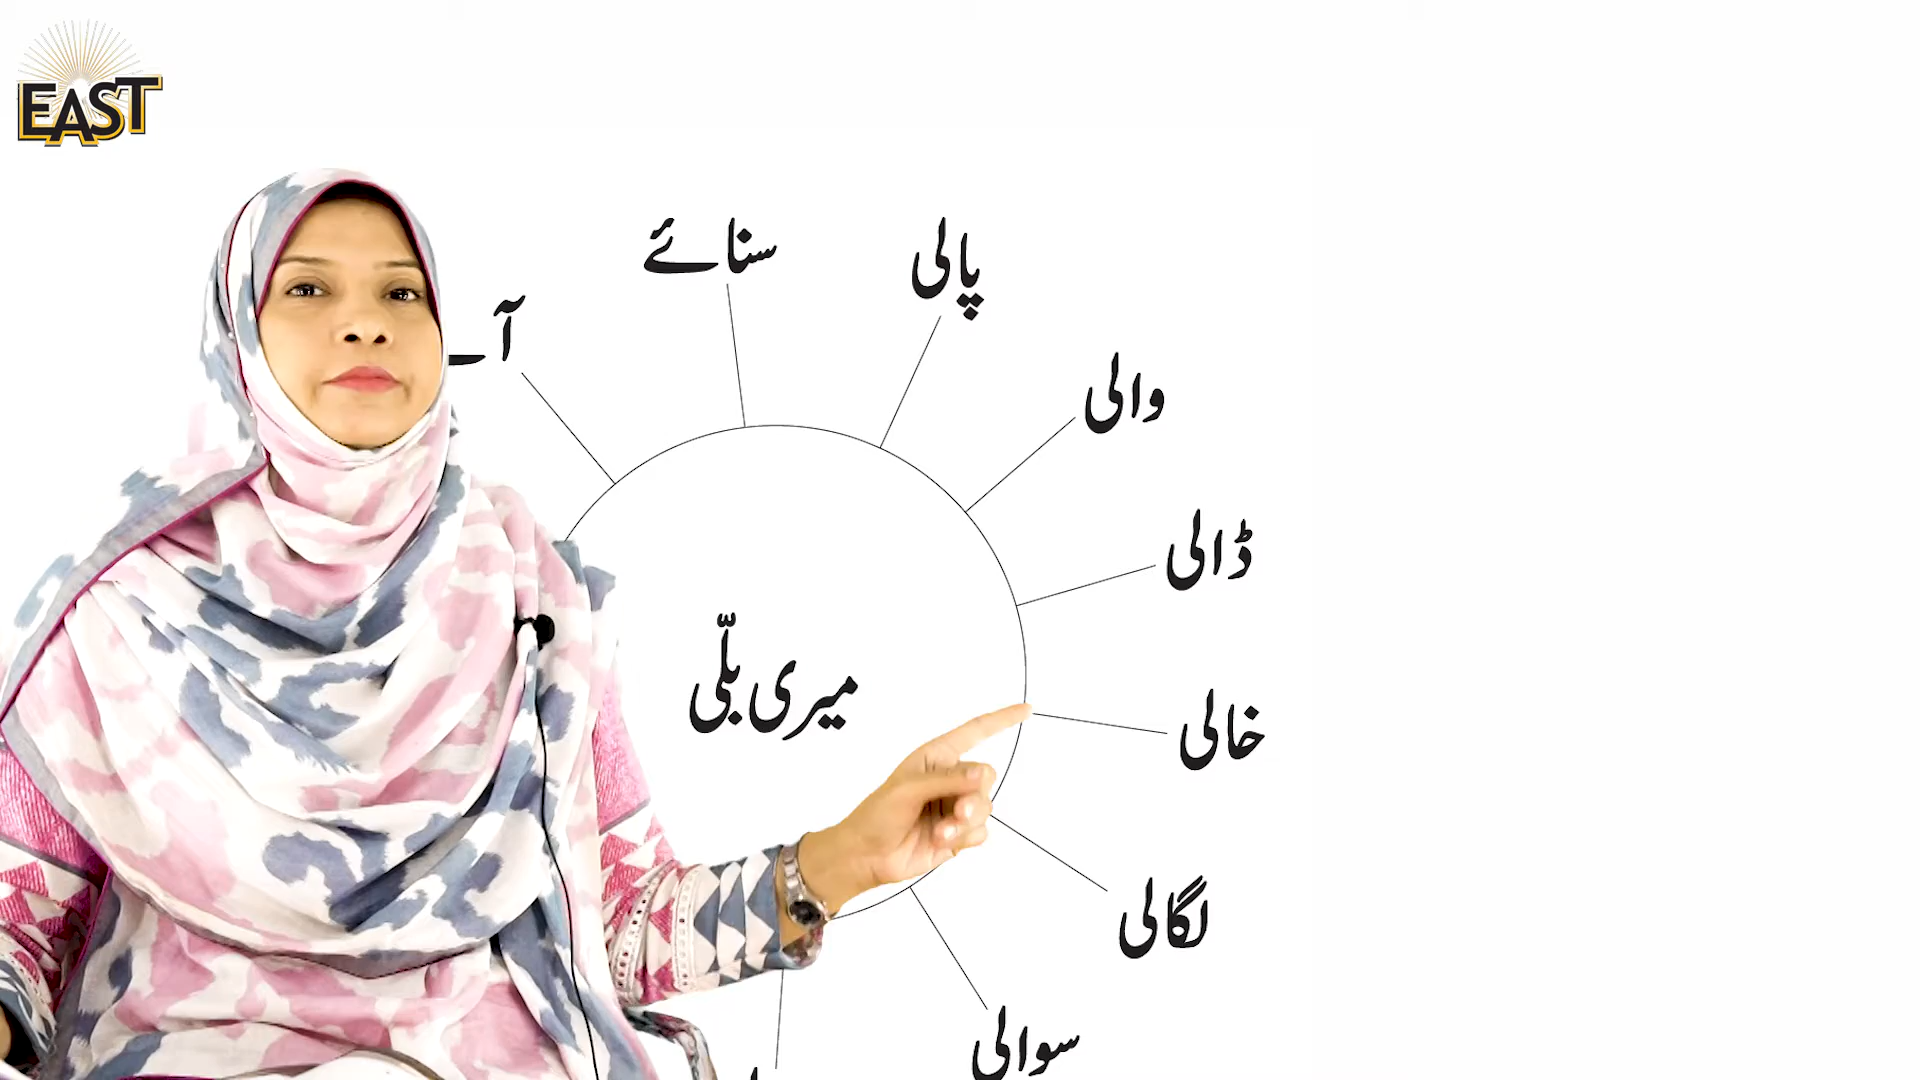 EAST
سنائے
پالی
والی
ڈالی
خالی
لگالی
سوالی
میری بلّی